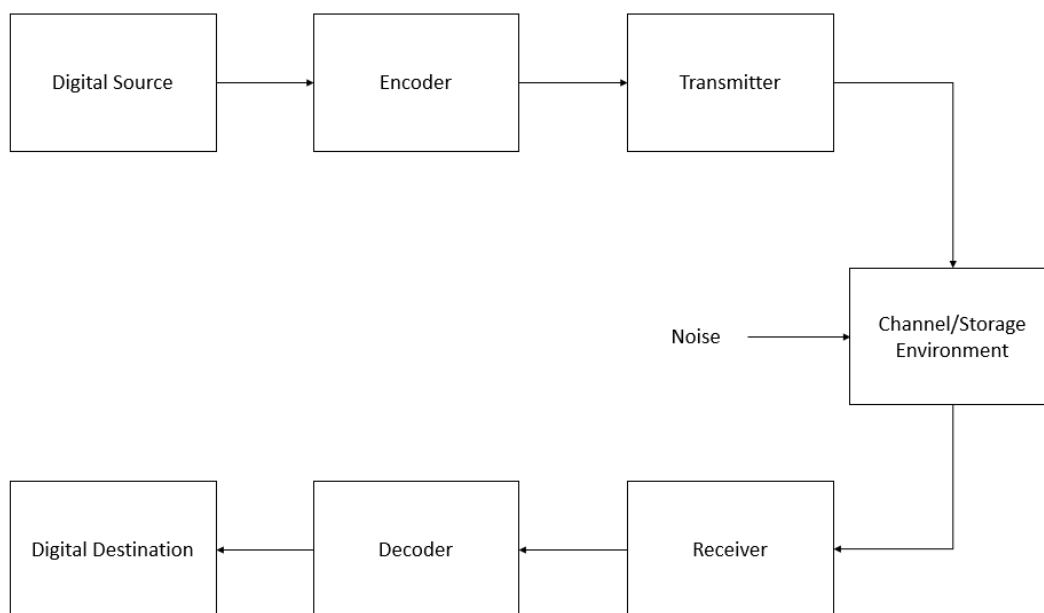 Digital Source
Encoder
Transmitter
Noise
Channel/Storage
Environment
Digital Destination
Decoder
Receiver